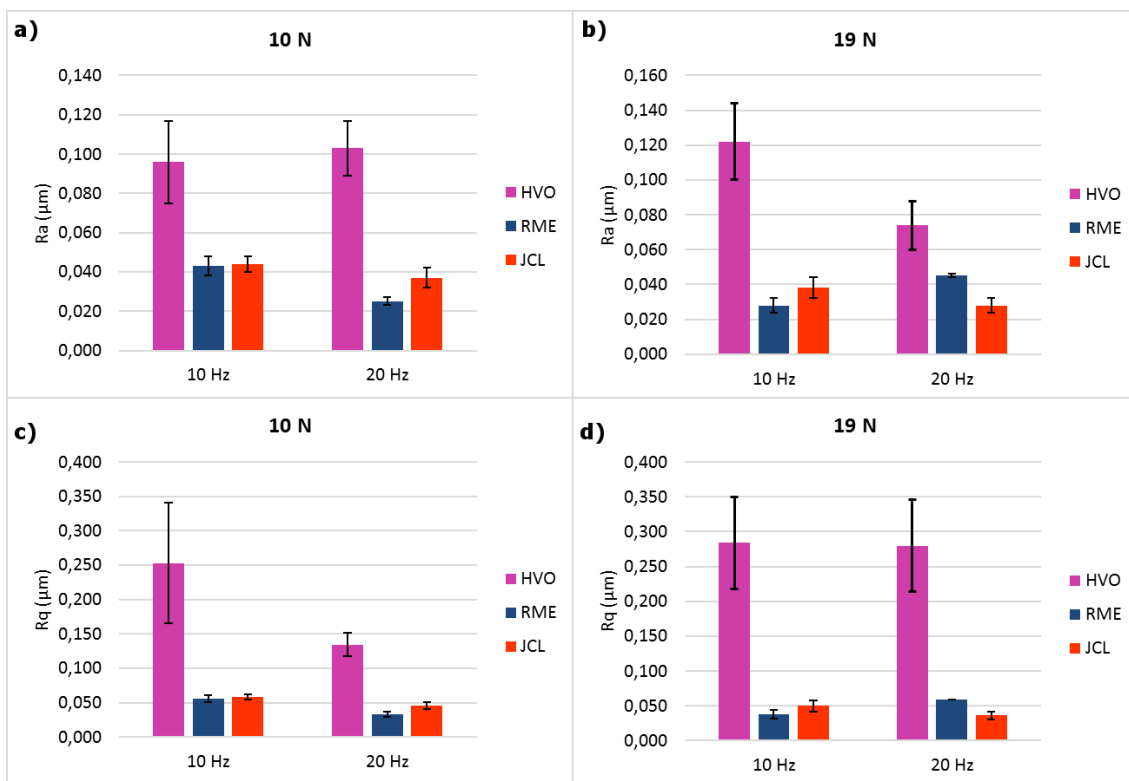 a)
10 N
0,140
0,120
0,100
0,080
0,060
0,040
0,020
0,000
Ra (µm)
10 Hz
20 Hz
HVO
RME
JCL
b)
19 N
0,160
0,140
0,120
0,100
0,080
0,060
0,040
0,020
0,000
Ra (µm)
10 Hz
20 Hz
HVO
RME
JCL
c)
10 N
0,400
0,350
0,300
0,250
0,200
0,150
0,100
0,050
0,000
Rq (µm)
10 Hz
20 Hz
HVO
RME
JCL
d)
19 N
0,400
0,350
0,300
0,250
0,200
0,150
0,100
0,050
0,000
Rq (µm)
10 Hz
20 Hz
HVO
RME
JCL